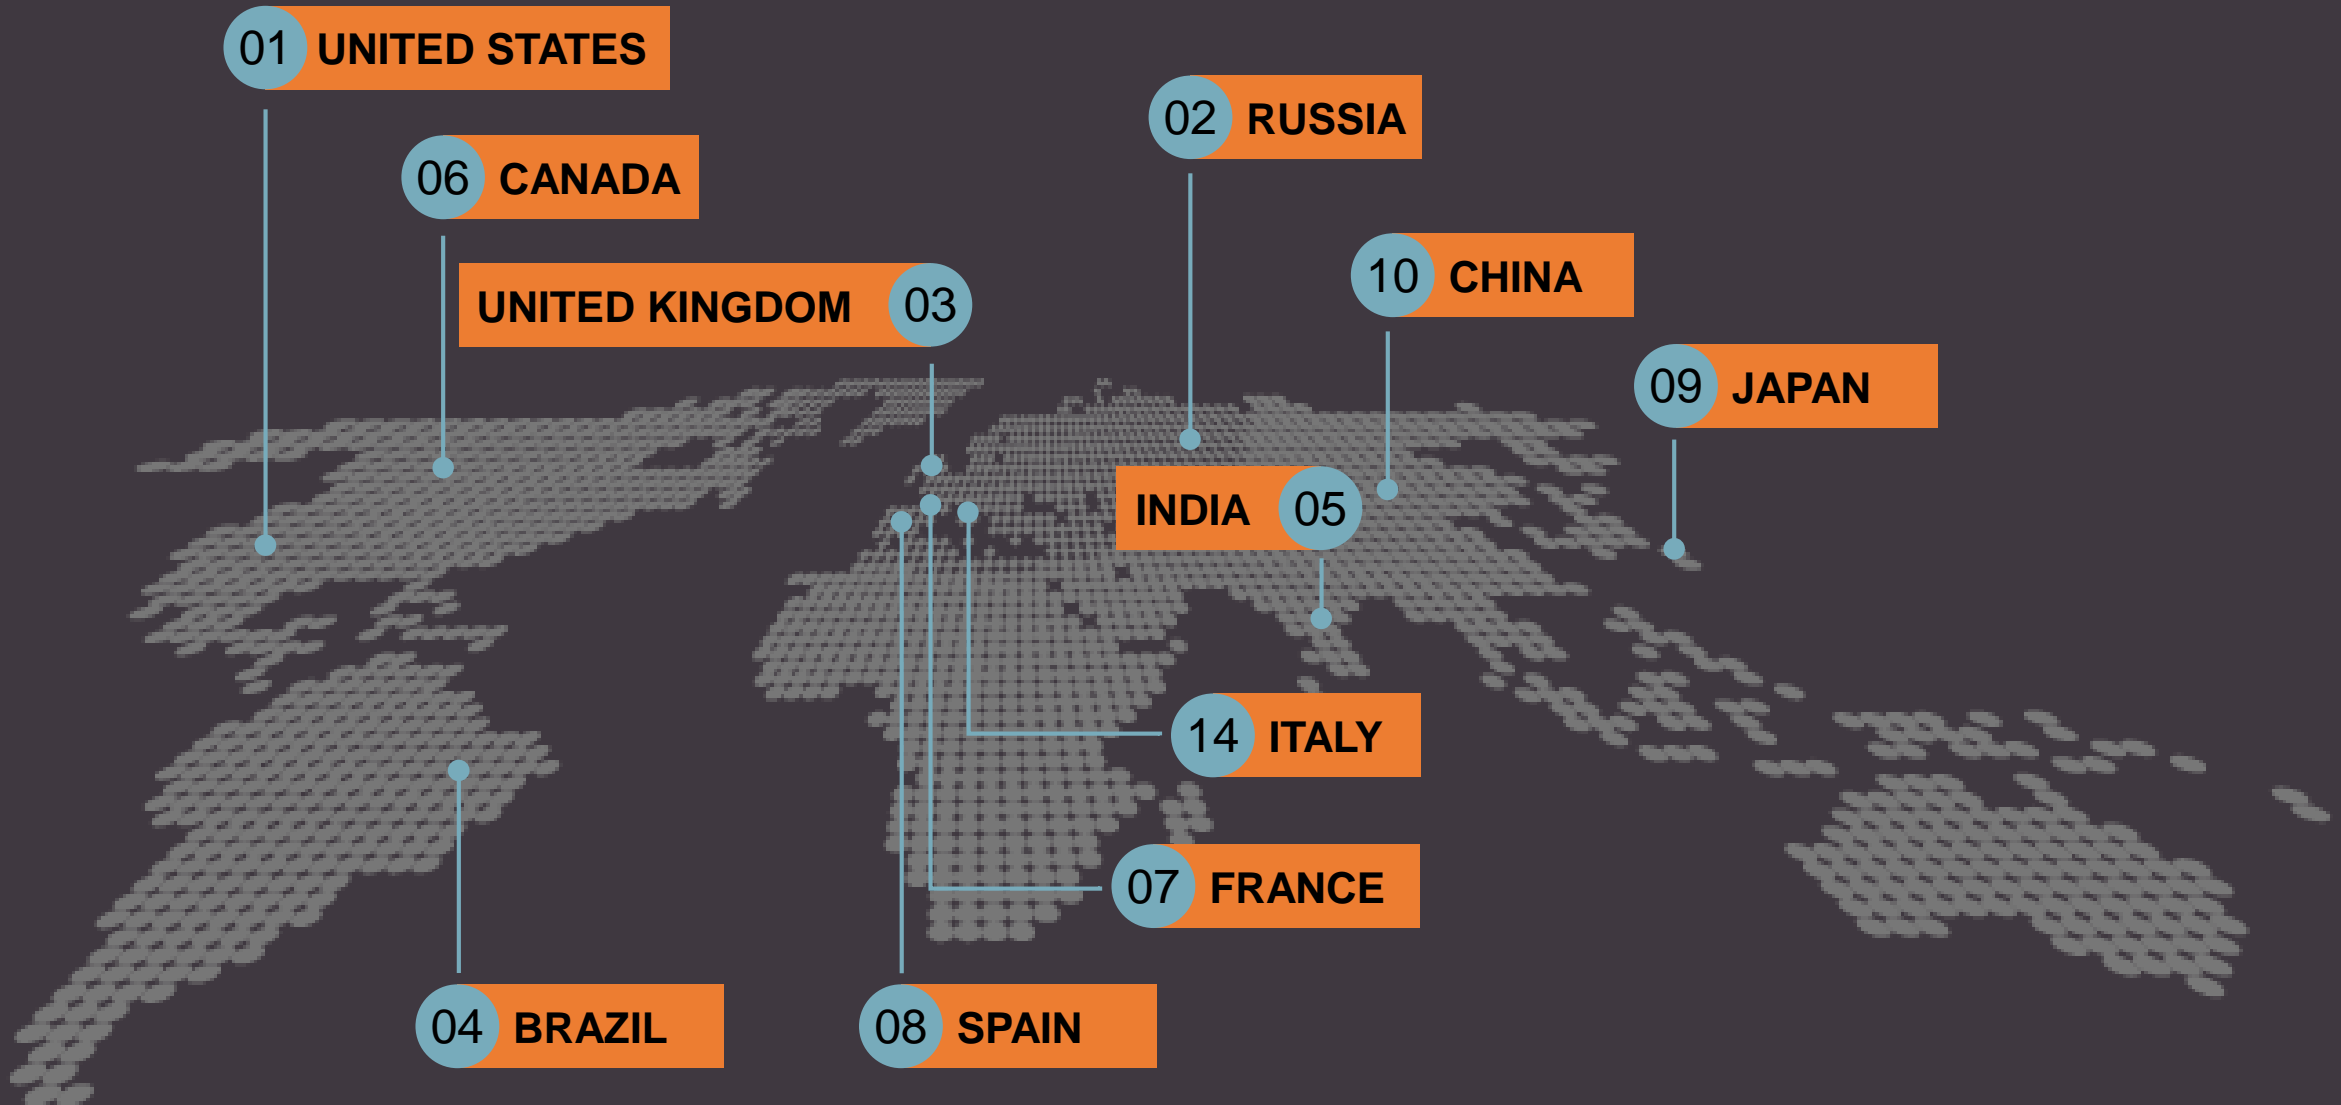 01 UNITED STATES
02 RUSSIA
06 CANADA
10 CHINA
UNITED KINGDOM 03
09 JAPAN
INDIA 05
14 ITALY
07 FRANCE
04 BRAZIL
08 SPAIN